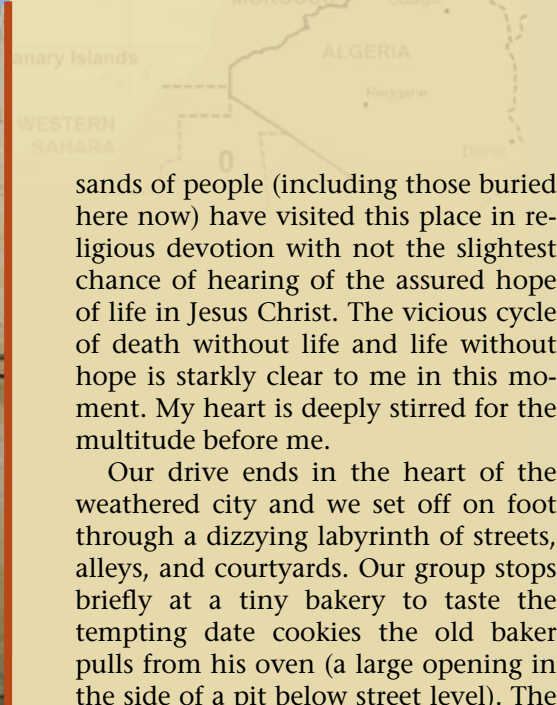 MOROCCO
anary Islands
ALGERIA
Reggane
WESTERN
SAHARA
0
sands of people (including those buried
here now) have visited this place in re-
ligious devotion with not the slightest
chance of hearing of the assured hope
of life in Jesus Christ. The vicious cycle
of death without life and life without
hope is starkly clear to me in this mo-
ment. My heart is deeply stirred for the
multitude before me.
Our drive ends in the heart of the
weathered city and we set off on foot
through a dizzying labyrinth of streets,
alleys, and courtyards. Our group stops
briefly at a tiny bakery to taste the
tempting date cookies the old baker
pulls from his oven (a large opening in
the side of a pit below street level). The